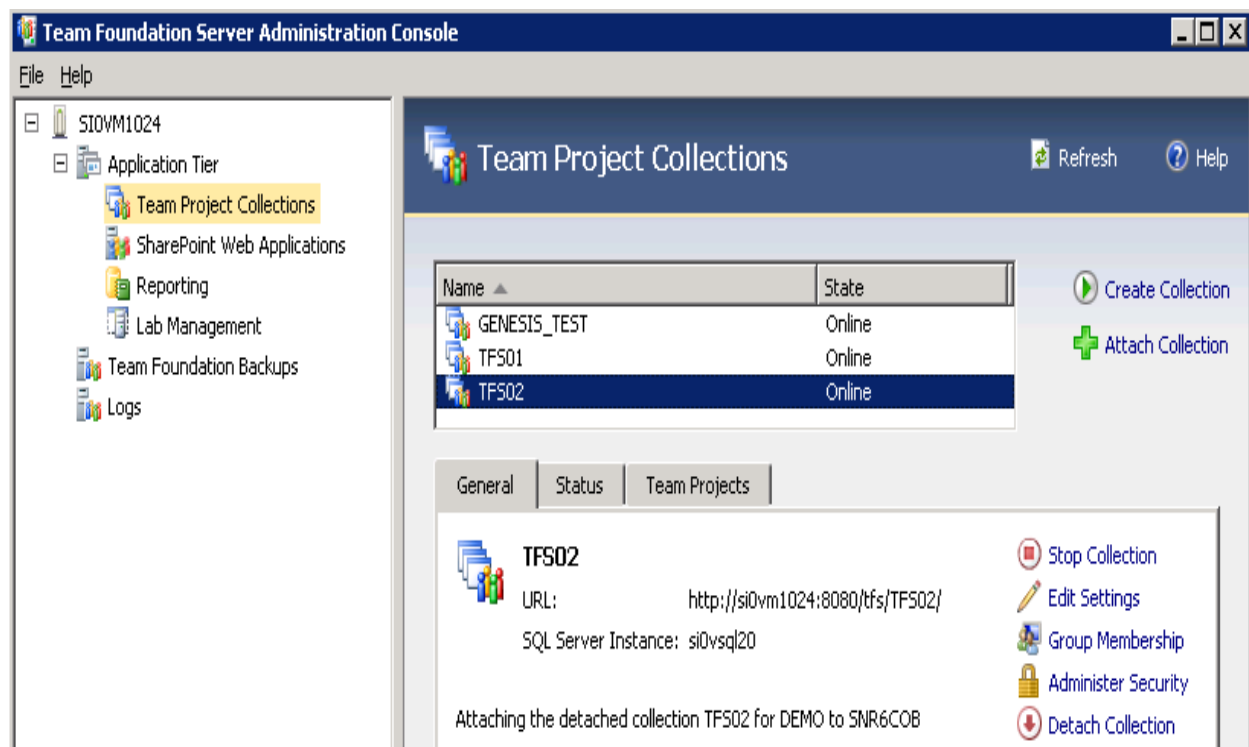 Team Foundation Server Administration Console
File Help
SI0VM1024
Application Tier
Team Project Collections
SharePoint Web Applications
Reporting
Lab Management
Team Foundation Backups
Logs
Team Project Collections
Refresh
Help
Name State
GENESIS_TEST Online
TFS01 Online
TFS02 Online
Create Collection
Attach Collection
General Status Team Projects
TFS02
URL: http://si0vm1024:8080/tfs/TFS02/
SQL Server Instance: si0vsql20
Attaching the detached collection TFS02 for DEMO to SNR6COB
Stop Collection
Edit Settings
Group Membership
Administer Security
Detach Collection